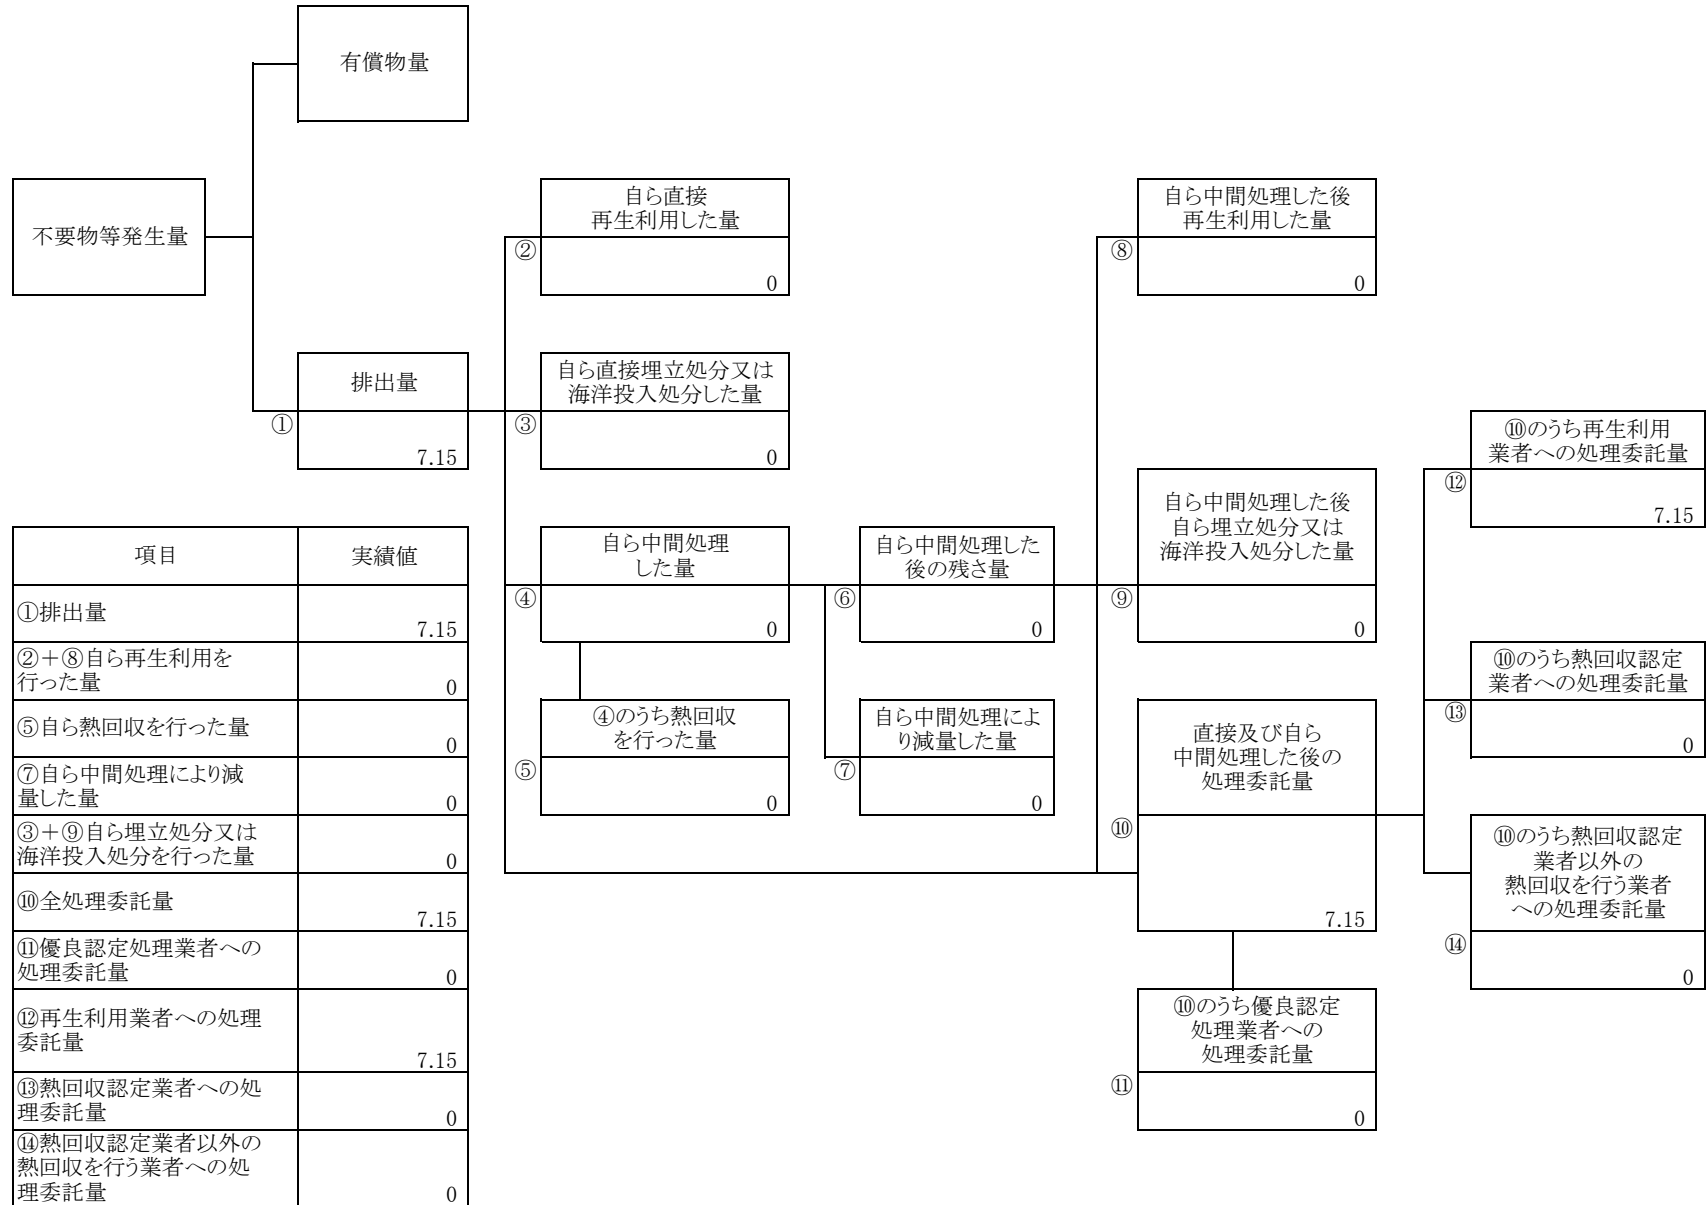 有償物量
不要物等発生量
自ら直接
再生利用した量
②
0
自ら中間処理した後
再生利用した量
⑧
0
排出量
①
7.15
自ら直接埋立処分又は
海洋投入処分した量
③
0
⑩のうち再生利用
業者への処理委託量
⑫
7.15
自ら中間処理
した量
④
0
自ら中間処理した
後の残さ量
⑥
0
自ら中間処理した後
自ら埋立処分又は
海洋投入処分した量
⑨
0
⑩のうち熱回収認定
業者への処理委託量
⑬
0
④のうち熱回収
を行った量
⑤
0
自ら中間処理によ
り減量した量
⑦
0
直接及び自ら
中間処理した後の
処理委託量
⑩
7.15
⑩のうち熱回収認定
業者以外の
熱回収を行う業者
への処理委託量
⑭
0
⑩のうち優良認定
処理業者への
処理委託量
⑪
0
項目 実績値
①排出量
7.15
②＋⑧自ら再生利用を
行った量
0
⑤自ら熱回収を行った量
0
⑦自ら中間処理により減
量した量
0
③＋⑨自ら埋立処分又は
海洋投入処分を行った量
0
⑩全処理委託量
7.15
⑪優良認定処理業者への
処理委託量
0
⑫再生利用業者への処理
委託量
7.15
⑬熱回収認定業者への処
理委託量
0
⑭熱回収認定業者以外の
熱回収を行う業者への処
理委託量
0